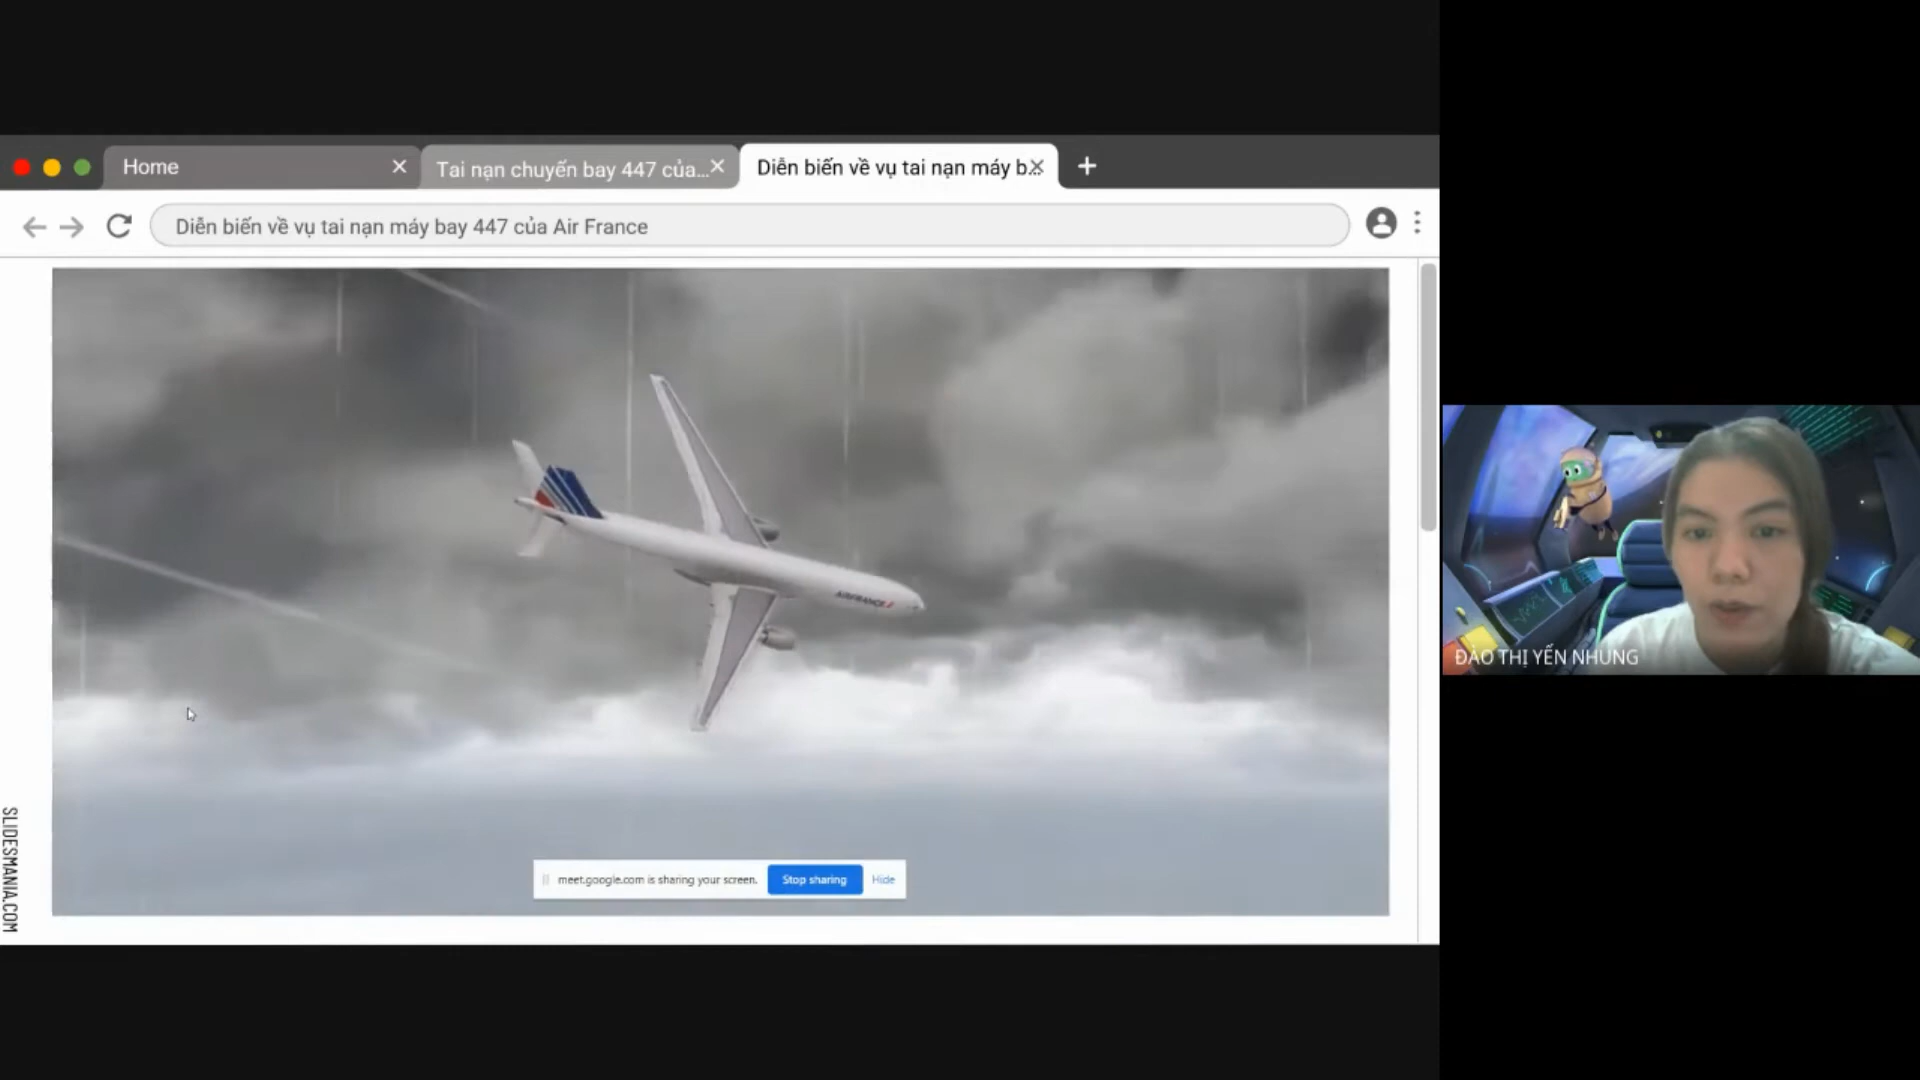 Home
Tai nạn chuyến bay 447 của...
Diễn biến về vụ tai nạn máy b...
Diễn biến về vụ tai nạn máy bay 447 của Air France
AIRFRANCE
meet.google.com is sharing your screen.
Stop sharing
Hide
SLIDESMANIA.COM
ĐÀO THỊ YẾN NHUNG